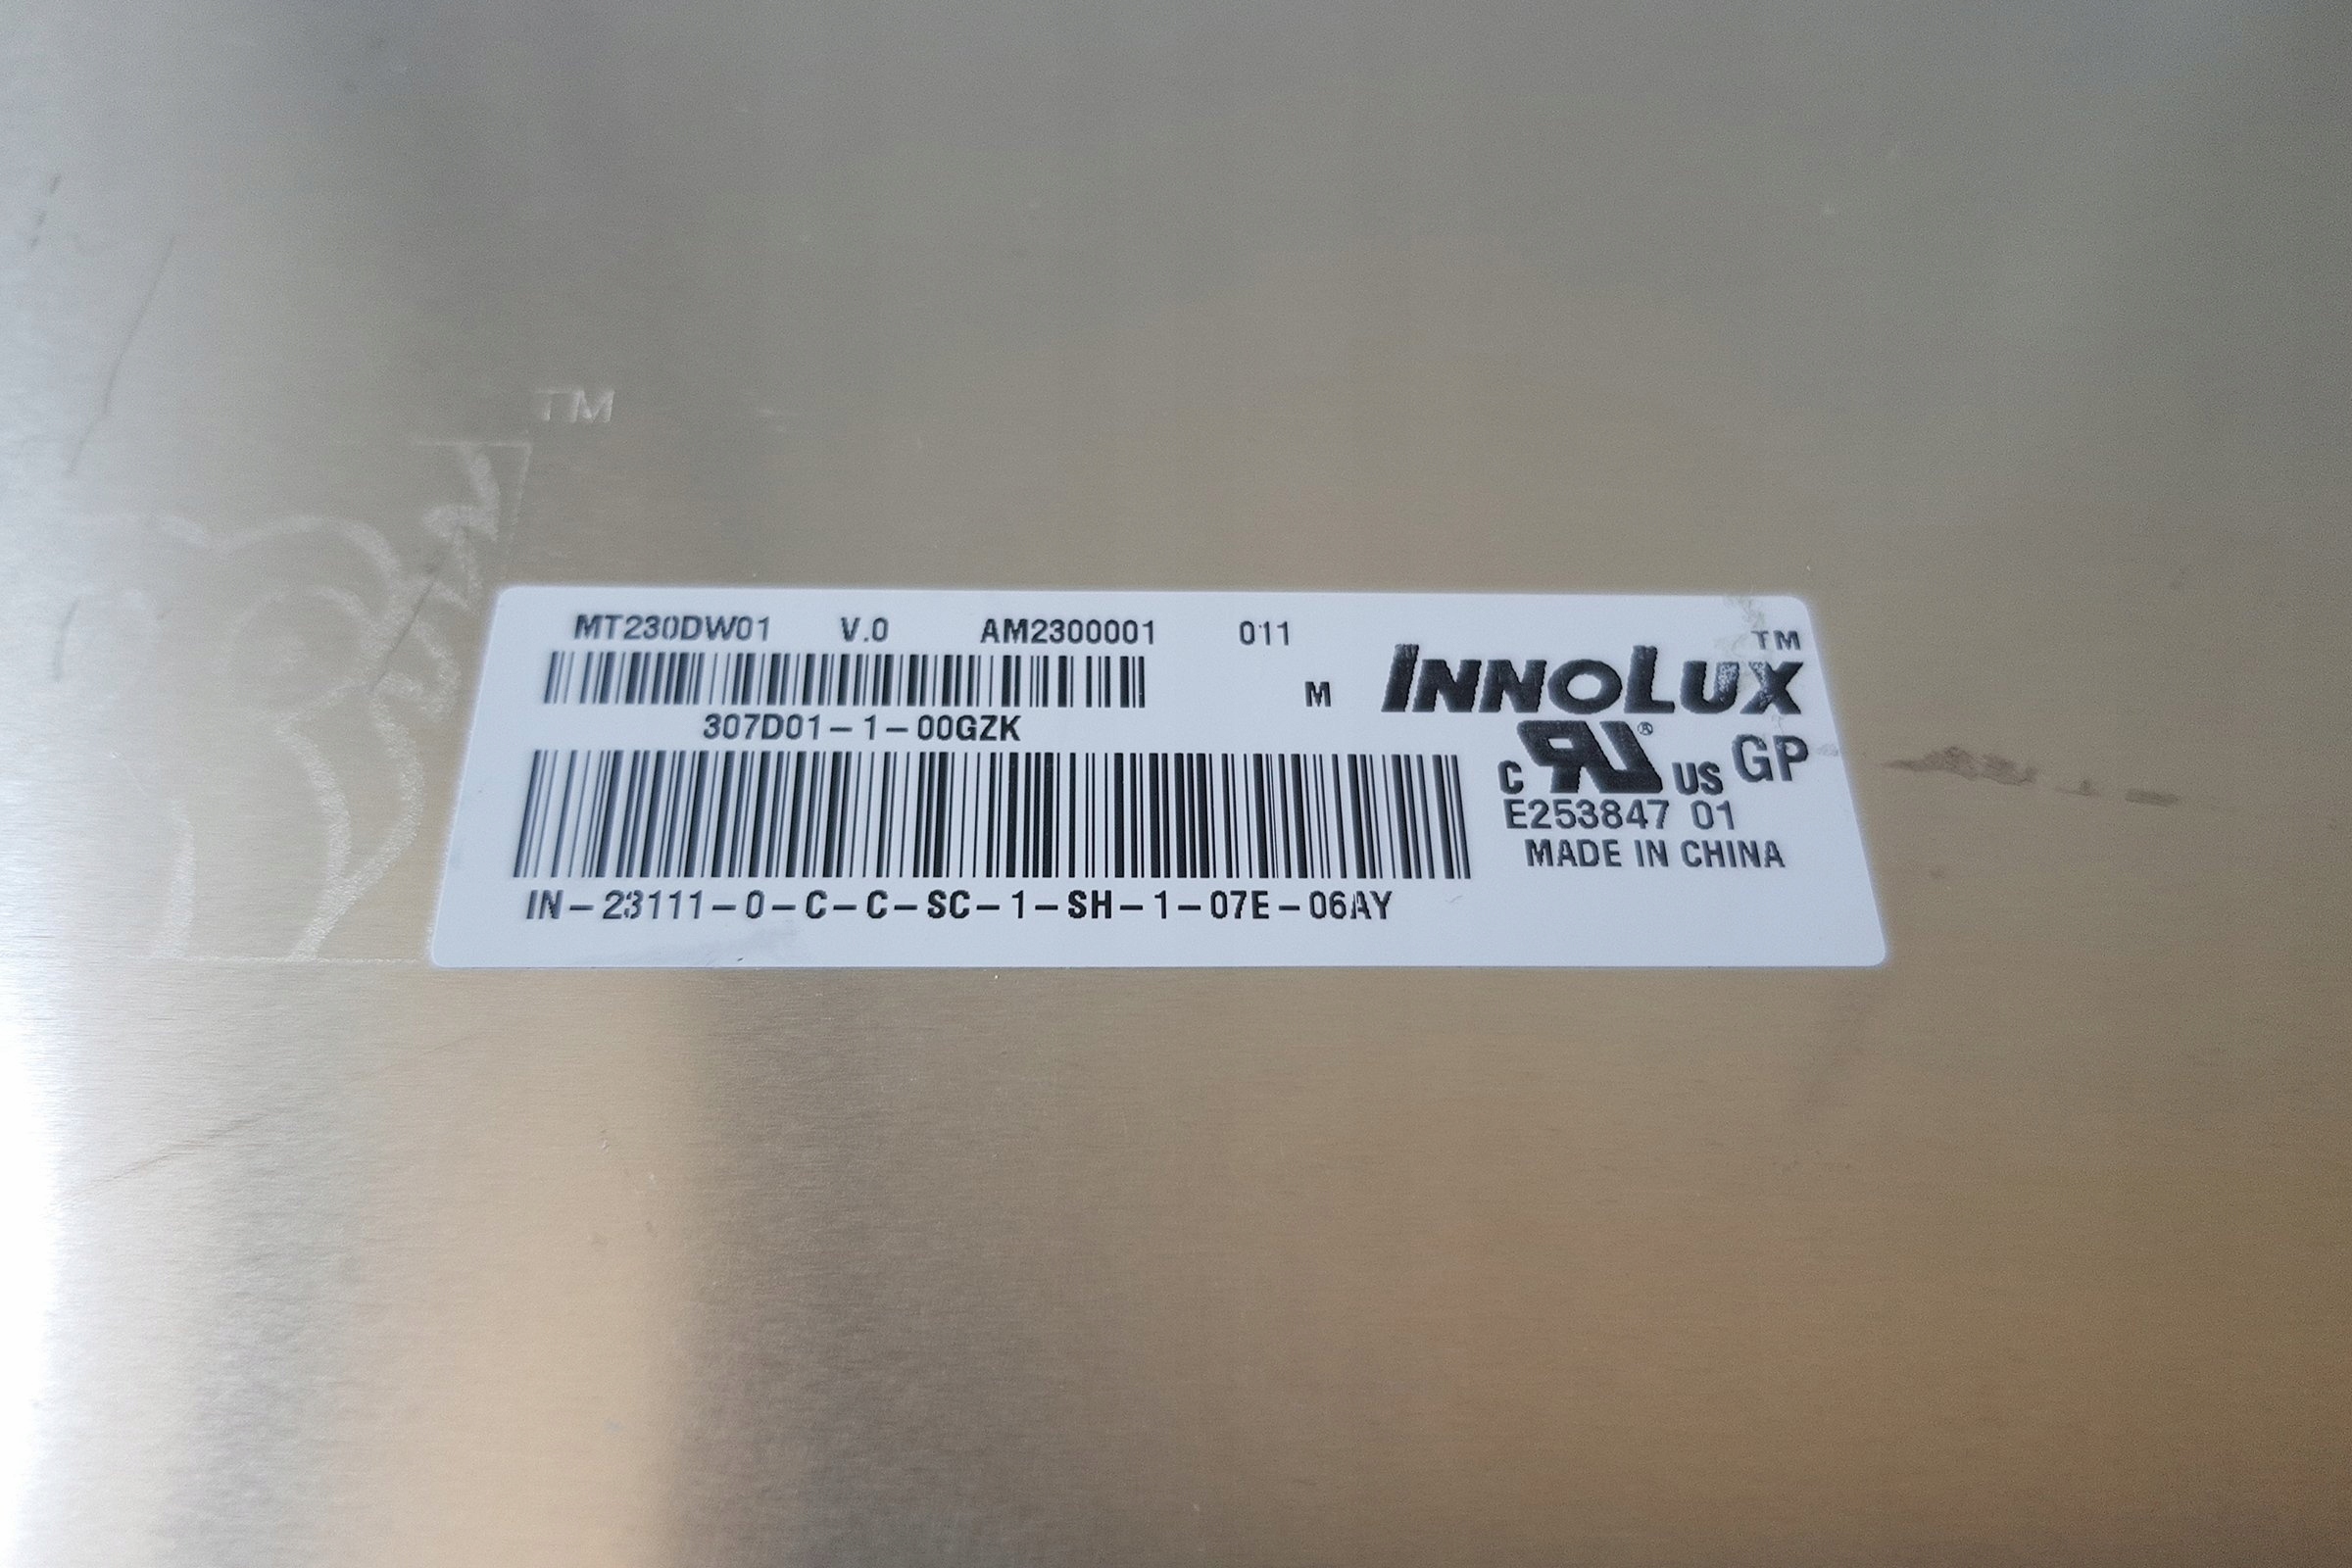 TM
MT230DW01 V.0 AM2300001 011
TM
M INNOLUX
307D01-1-00GZK
C RU® US GP
E253847 01
MADE IN CHINA
IN-23111-0-C-C-SC-1-SH-1-07E-06AY